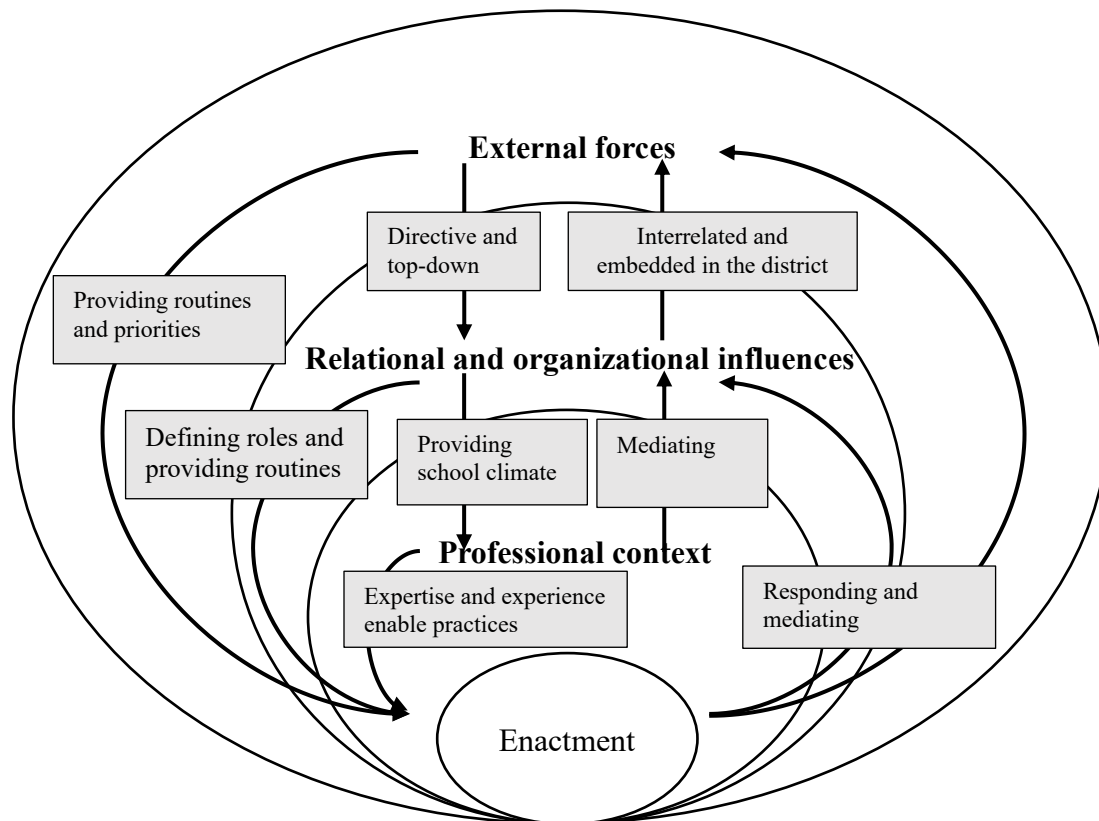 External forces
Directive and
top-down
Interrelated and
embedded in the district
Providing routines
and priorities
Relational and organizational influences
Defining roles and
providing routines
Providing
school climate
Mediating
Professional context
Expertise and experience
enable practices
Responding and
mediating
Enactment